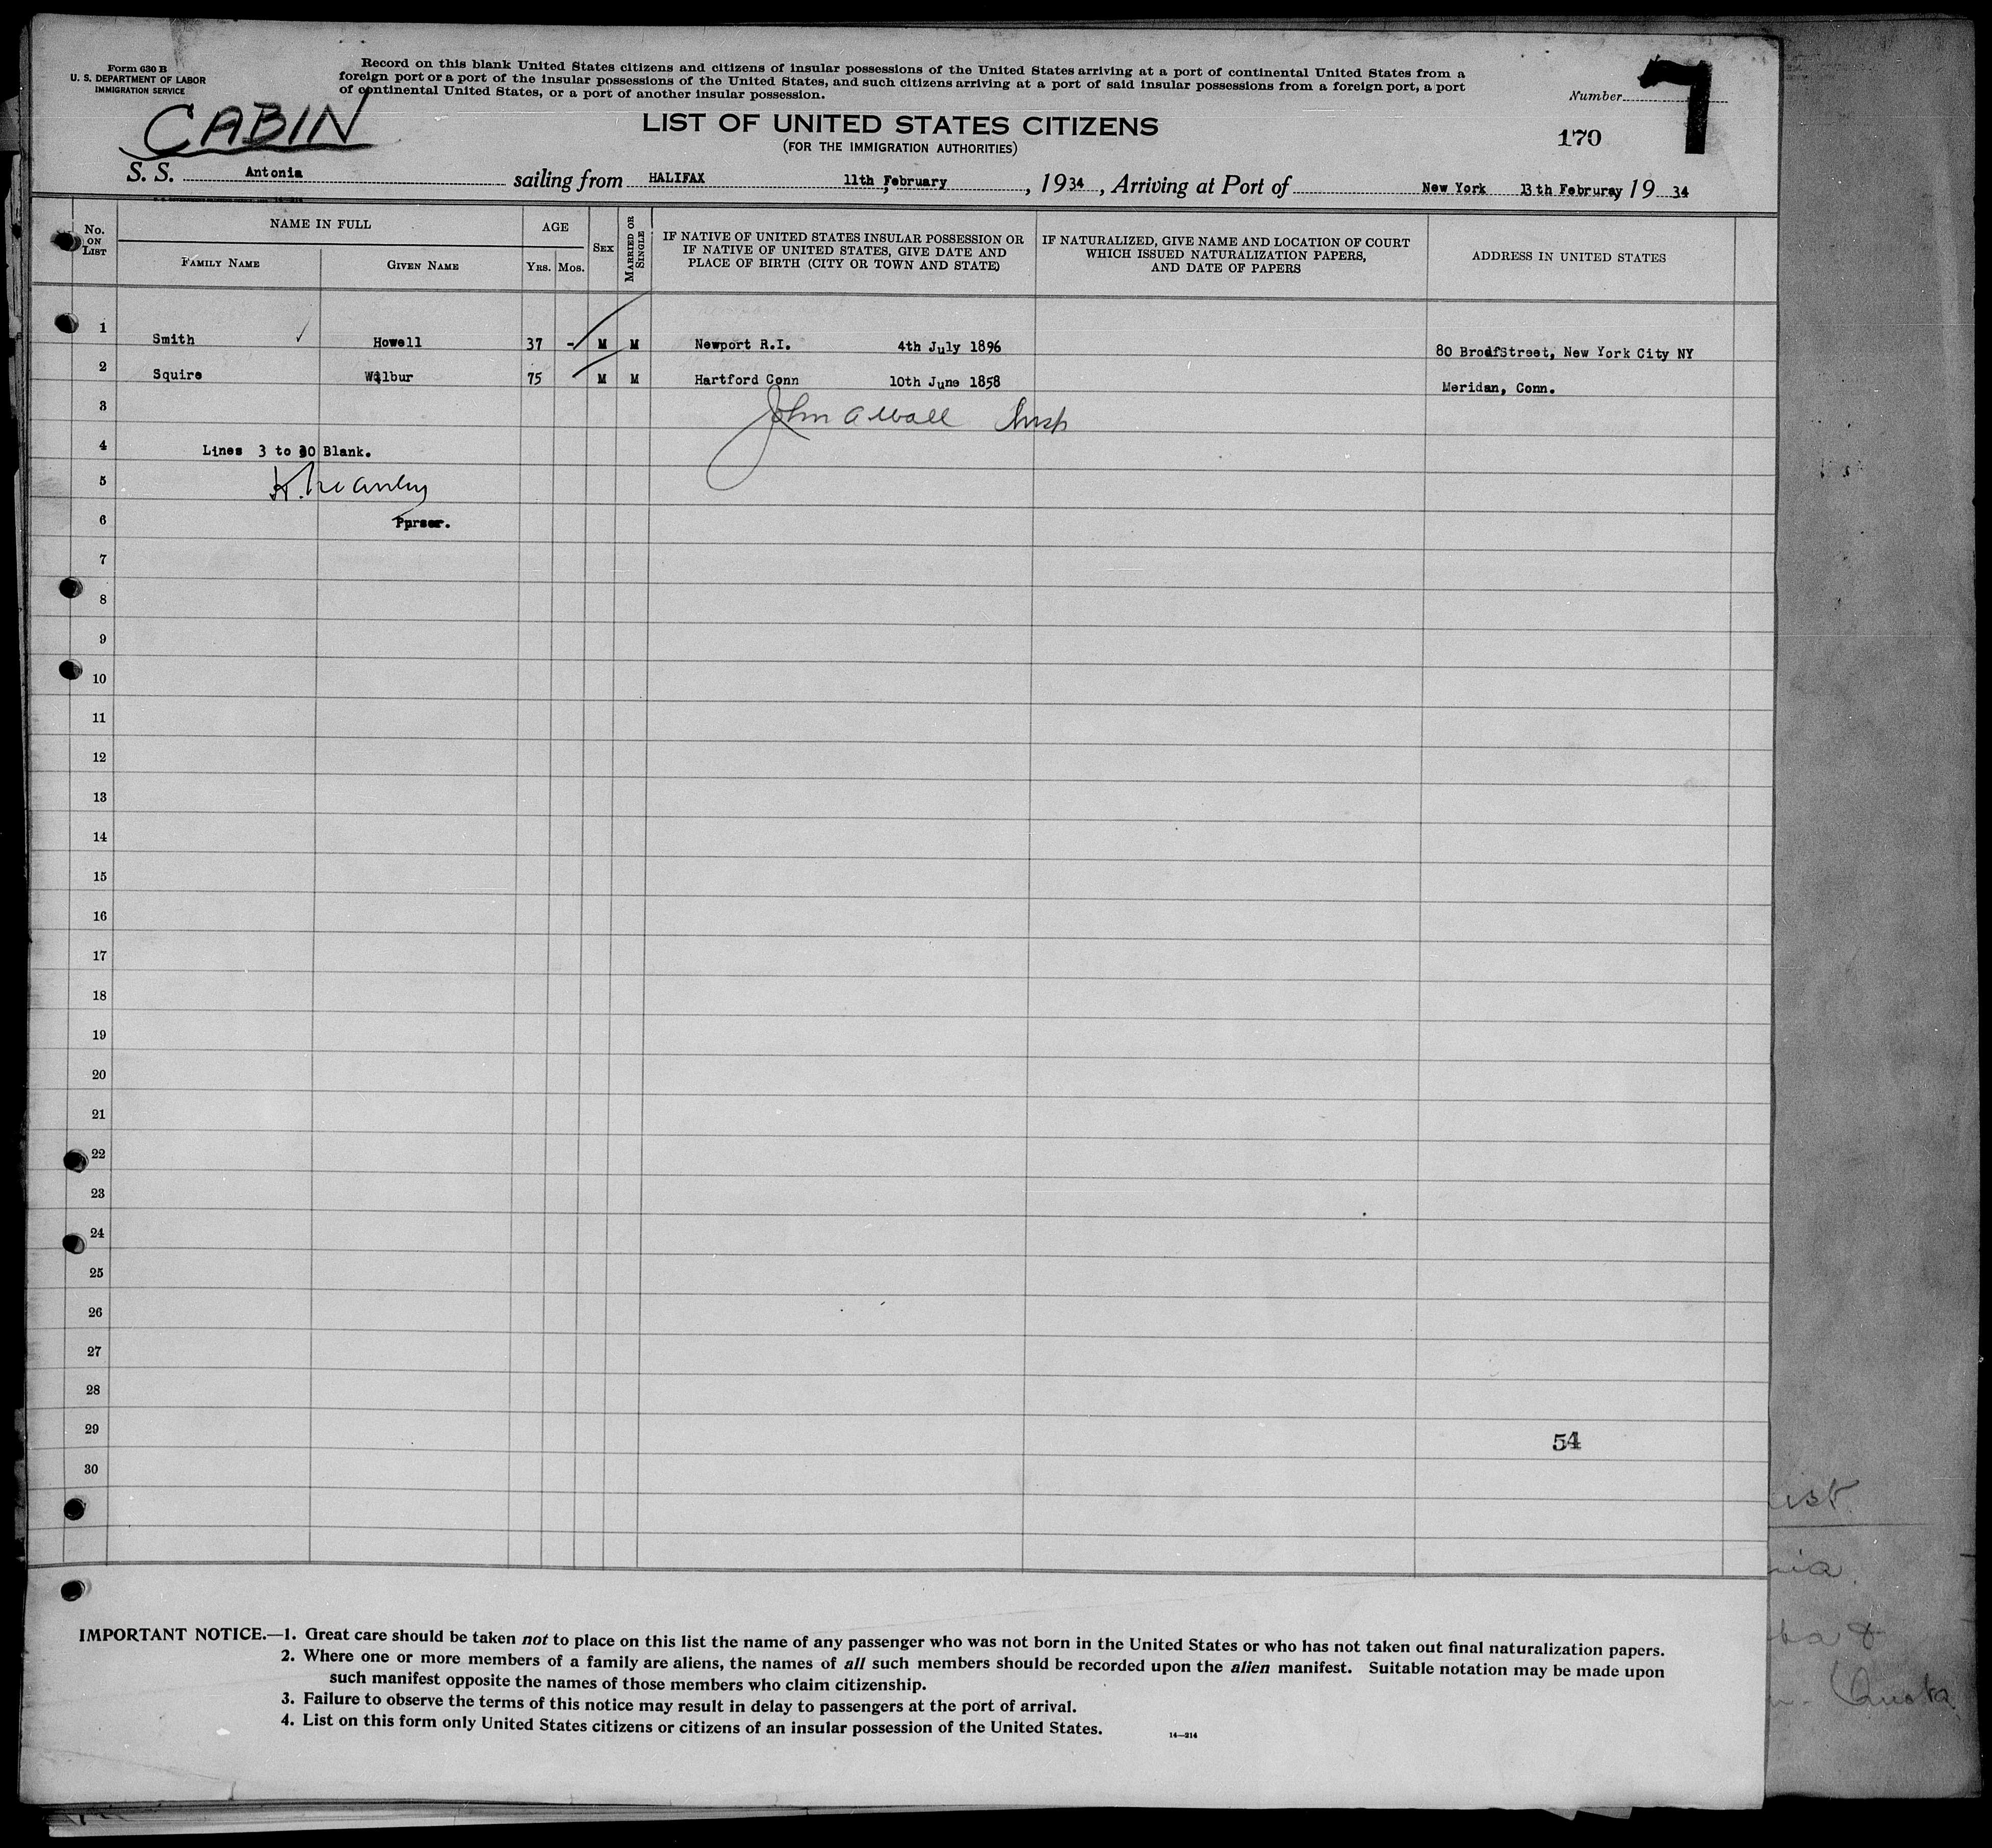 Form 630 B
U. S. DEPARTMENT OF LABOR
IMMIGRATION SERVICE
Record on this blank United States citizens and citizens of insular possessions of the United States arriving at a port of continental United States from a
foreign port or a port of the insular possessions of the United States, and such citizens arriving at a port of said insular possessions from a foreign port, a port
of continental United States, or a port of another insular possession.
Number
7
CABIN
LIST OF UNITED STATES CITIZENS
(FOR THE IMMIGRATION AUTHORITIES)
170
S. S. Antonia sailing from HALIFAX 11th February, 1934, Arriving at Port of New York 13th Februray 1934
No. ON LIST
NAME IN FULL
FAMILY NAME
GIVEN NAME
AGE
YRS. MOS.
SEX
MARRIED OR SINGLE
IF NATIVE OF UNITED STATES INSULAR POSSESSION OR
IF NATIVE OF UNITED STATES, GIVE DATE AND
PLACE OF BIRTH (CITY OR TOWN AND STATE)
IF NATURALIZED, GIVE NAME AND LOCATION OF COURT
WHICH ISSUED NATURALIZATION PAPERS,
AND DATE OF PAPERS
ADDRESS IN UNITED STATES
1 Smith ✓ Howell 37 - M M Newport R.I. 4th July 1896 80 BrodfStreet, New York City NY
2 Squire Wilbur 75 M M Hartford Conn 10th June 1858 Meridan, Conn.
3 John A Wall Insp
4 Lines 3 to 30 Blank.
5
6 Pprser.
7
8
9
10
11
12
13
14
15
16
17
18
19
20
21
22
23
24
25
26
27
28
29 54
30
IMPORTANT NOTICE.—1. Great care should be taken not to place on this list the name of any passenger who was not born in the United States or who has not taken out final naturalization papers.
2. Where one or more members of a family are aliens, the names of all such members should be recorded upon the alien manifest. Suitable notation may be made upon
such manifest opposite the names of those members who claim citizenship.
3. Failure to observe the terms of this notice may result in delay to passengers at the port of arrival.
4. List on this form only United States citizens or citizens of an insular possession of the United States.
14—214